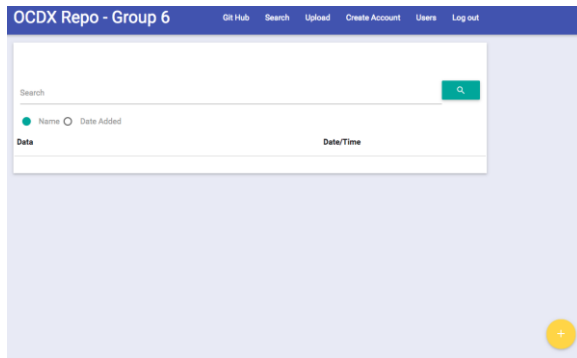 OCDX Repo - Group 6 Git Hub Search Upload Create Account Users Log out
Search
Name Date Added
Data Date/Time
+